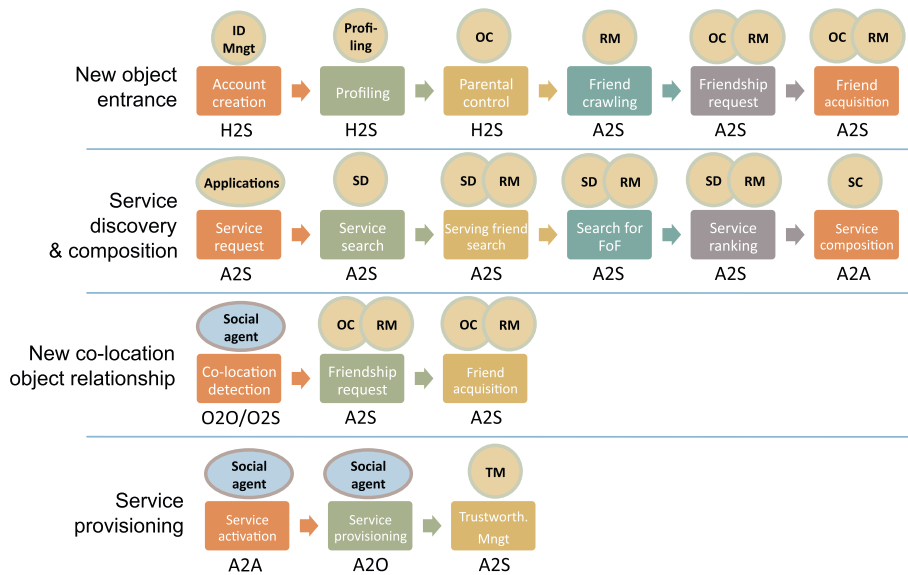 ID
Mngt
Profi-
ling
OC
RM
OC RM
OC RM
New object
entrance
Account
creation
Profiling
Parental
control
Friend
crawling
Friendship
request
Friend
acquisition
H2S
H2S
H2S
A2S
A2S
A2S
Applications
SD
SD RM
SD RM
SD RM
SC
Service
discovery
& composition
Service
request
Service
search
Serving friend
search
Search for
FoF
Service
ranking
Service
composition
A2S
A2S
A2S
A2S
A2S
A2A
Social
agent
OC RM
OC RM
New co-location
object relationship
Co-location
detection
Friendship
request
Friend
acquisition
O2O/O2S
A2S
A2S
Social
agent
Social
agent
TM
Service
provisioning
Service
activation
Service
provisioning
Trustworth.
Mngt
A2A
A2O
A2S